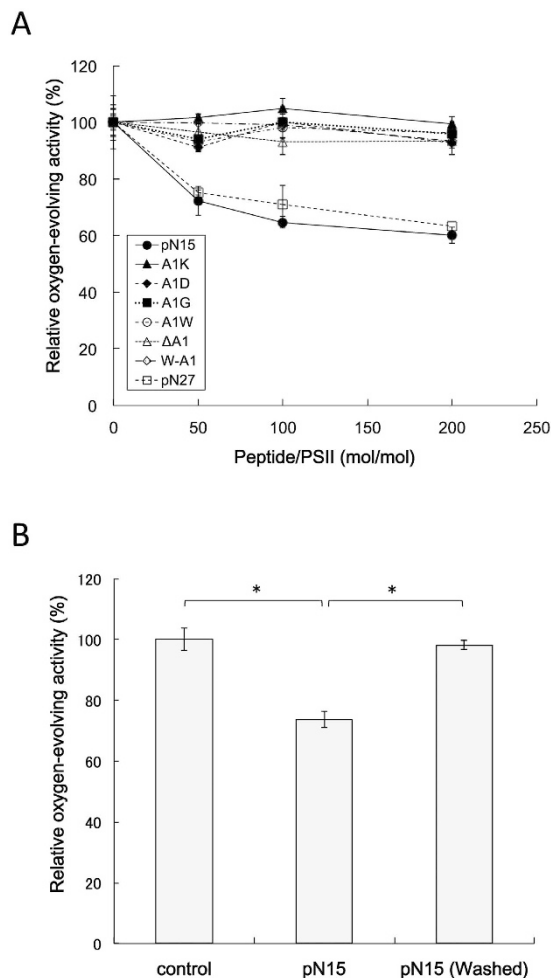 A
Relative oxygen-evolving activity (%)
120
100
80
60
40
20
0
pN15
A1K
A1D
A1G
A1W
ΔA1
W-A1
pN27
0
50
100
150
200
250
Peptide/PSII (mol/mol)
B
Relative oxygen-evolving activity (%)
120
100
80
60
40
20
0
*
*
control
pN15
pN15 (Washed)